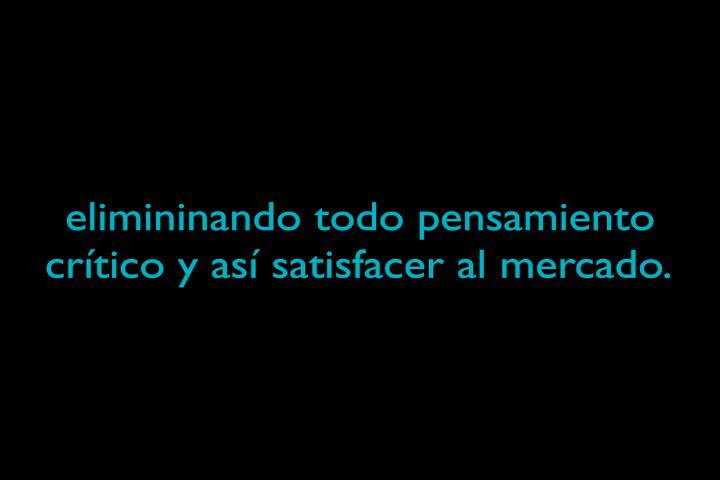 elimininando todo pensamiento
crítico y así satisfacer al mercado.